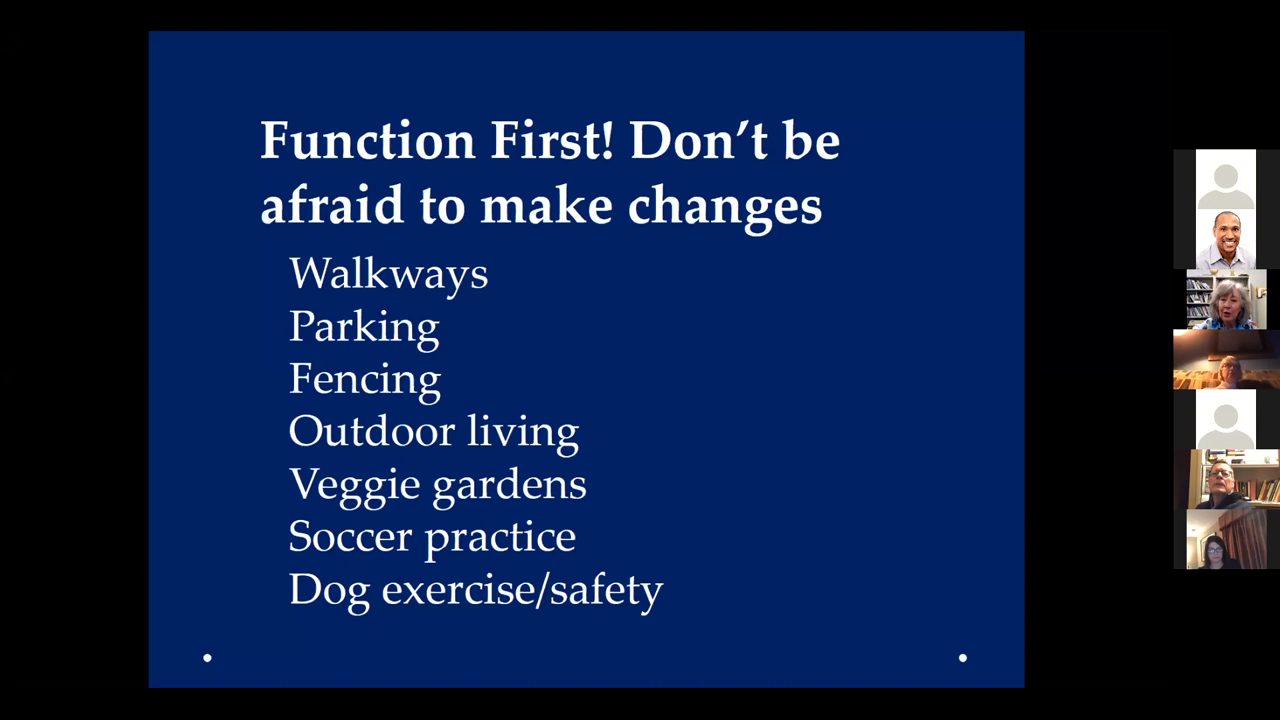 Function First! Don’t be
afraid to make changes
Walkways
Parking
Fencing
Outdoor living
Veggie gardens
Soccer practice
Dog exercise/safety